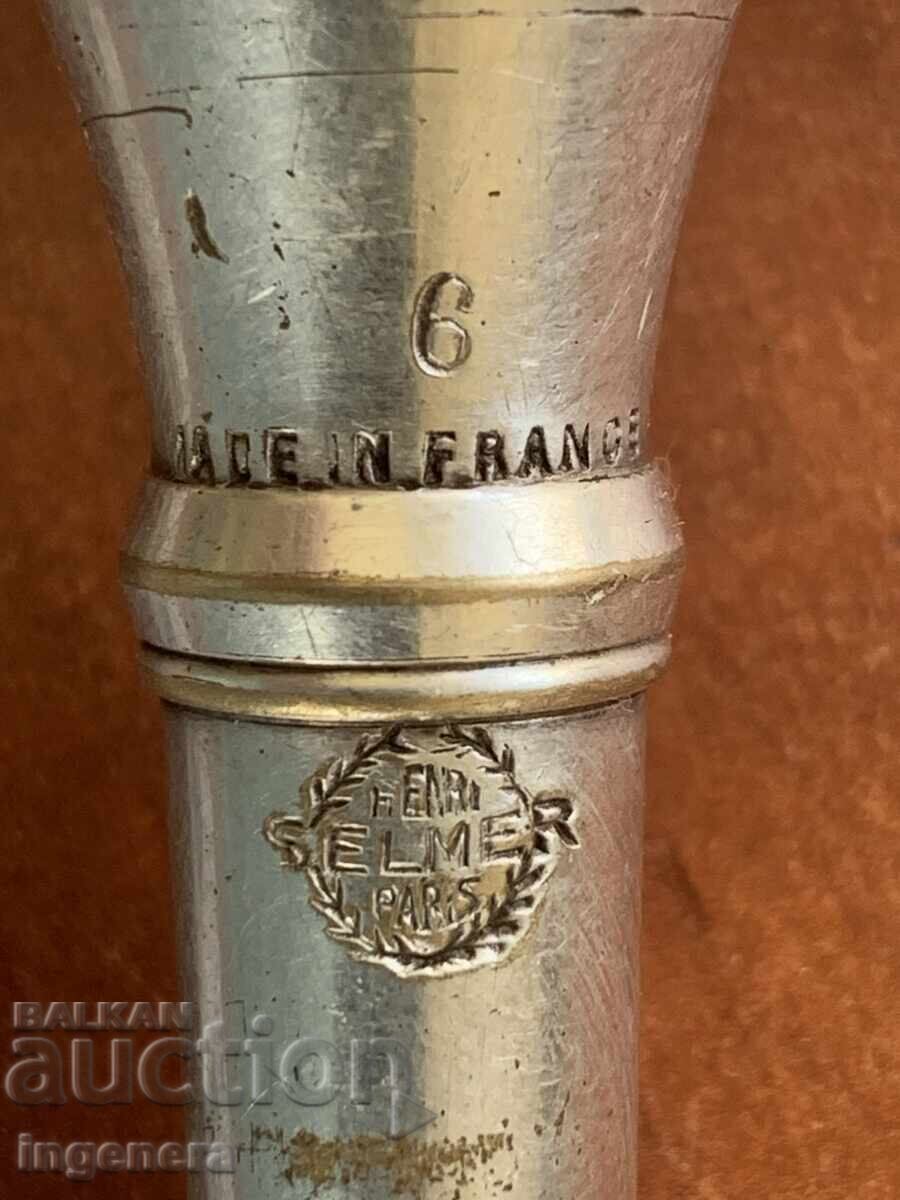 6
MADE IN FRANCE
HENRI
SELMER
PARIS
BALKAN
auction
ingenera